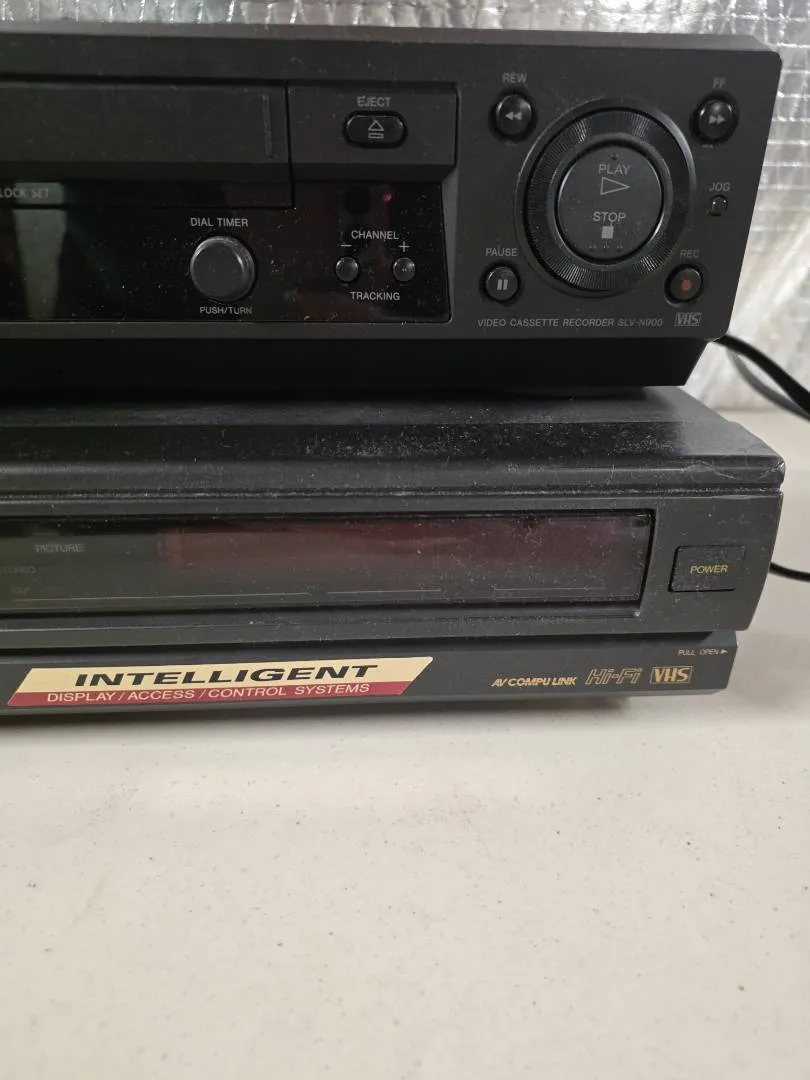 REW
FF
EJECT
PLAY
JOG
LOCK SET
STOP
DIAL TIMER
CHANNEL
- +
PAUSE
REC
TRACKING
PUSH/TURN
VIDEO CASSETTE RECORDER SLV-N900 VHS
PICTURE
POWER
PULL OPEN
INTELLIGENT
DISPLAY/ACCESS/CONTROL SYSTEMS
AV COMPU LINK Hi-Fi VHS